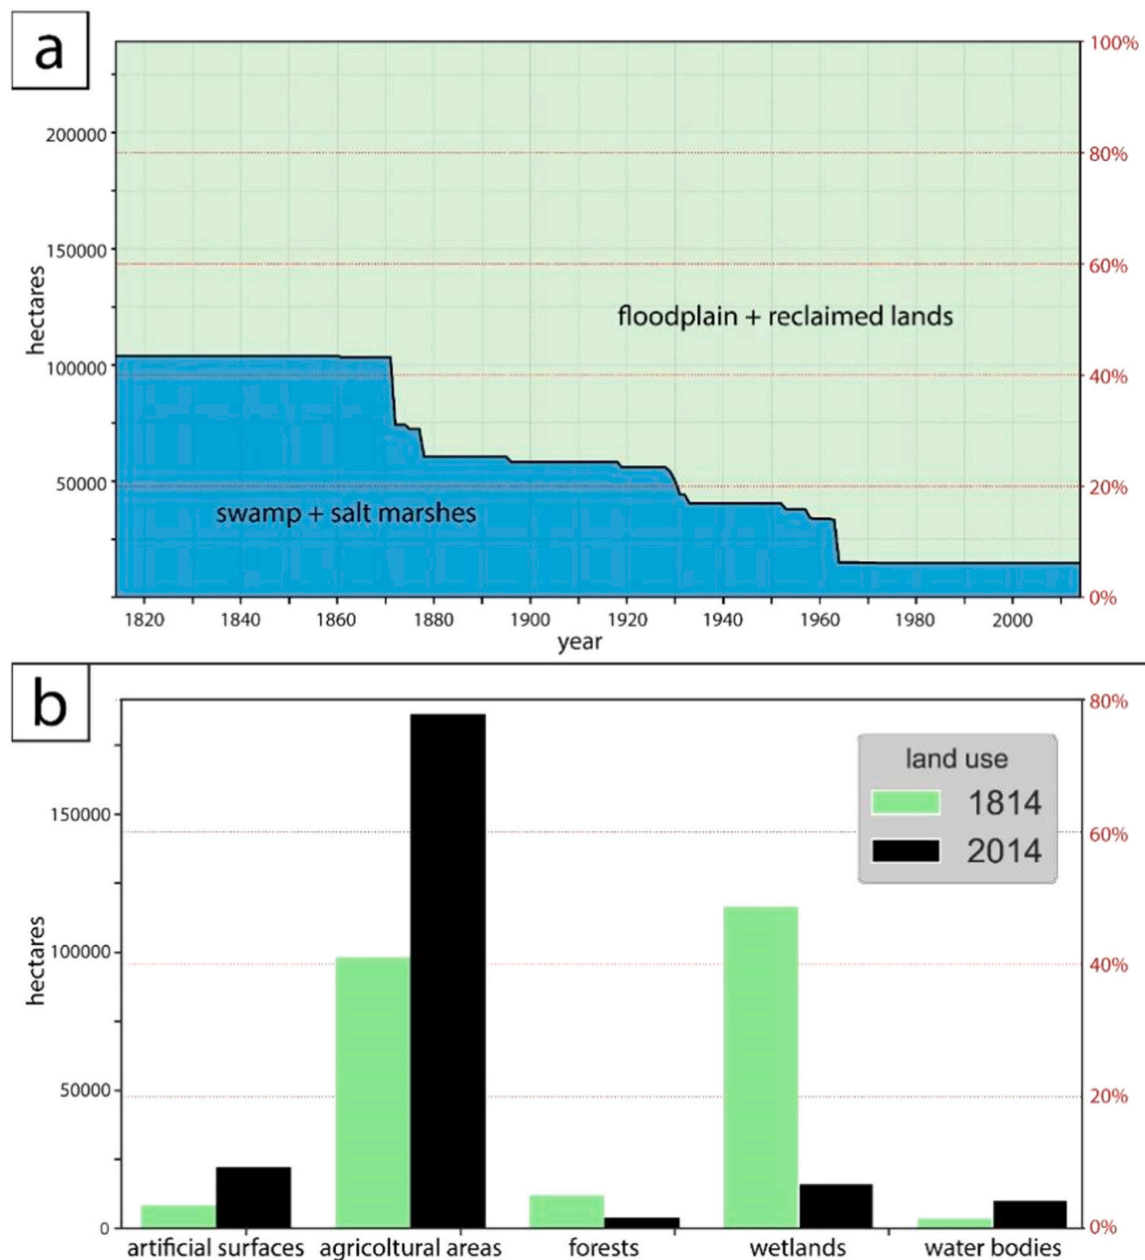 a
100%
200000
80%
150000
60%
hectares
floodplain + reclaimed lands
100000
40%
50000
20%
swamp + salt marshes
0%
1820 1840 1860 1880 1900 1920 1940 1960 1980 2000
year
b
80%
land use
1814
2014
150000
60%
hectares
100000
40%
50000
20%
0
0%
artificial surfaces agricoltural areas forests wetlands water bodies